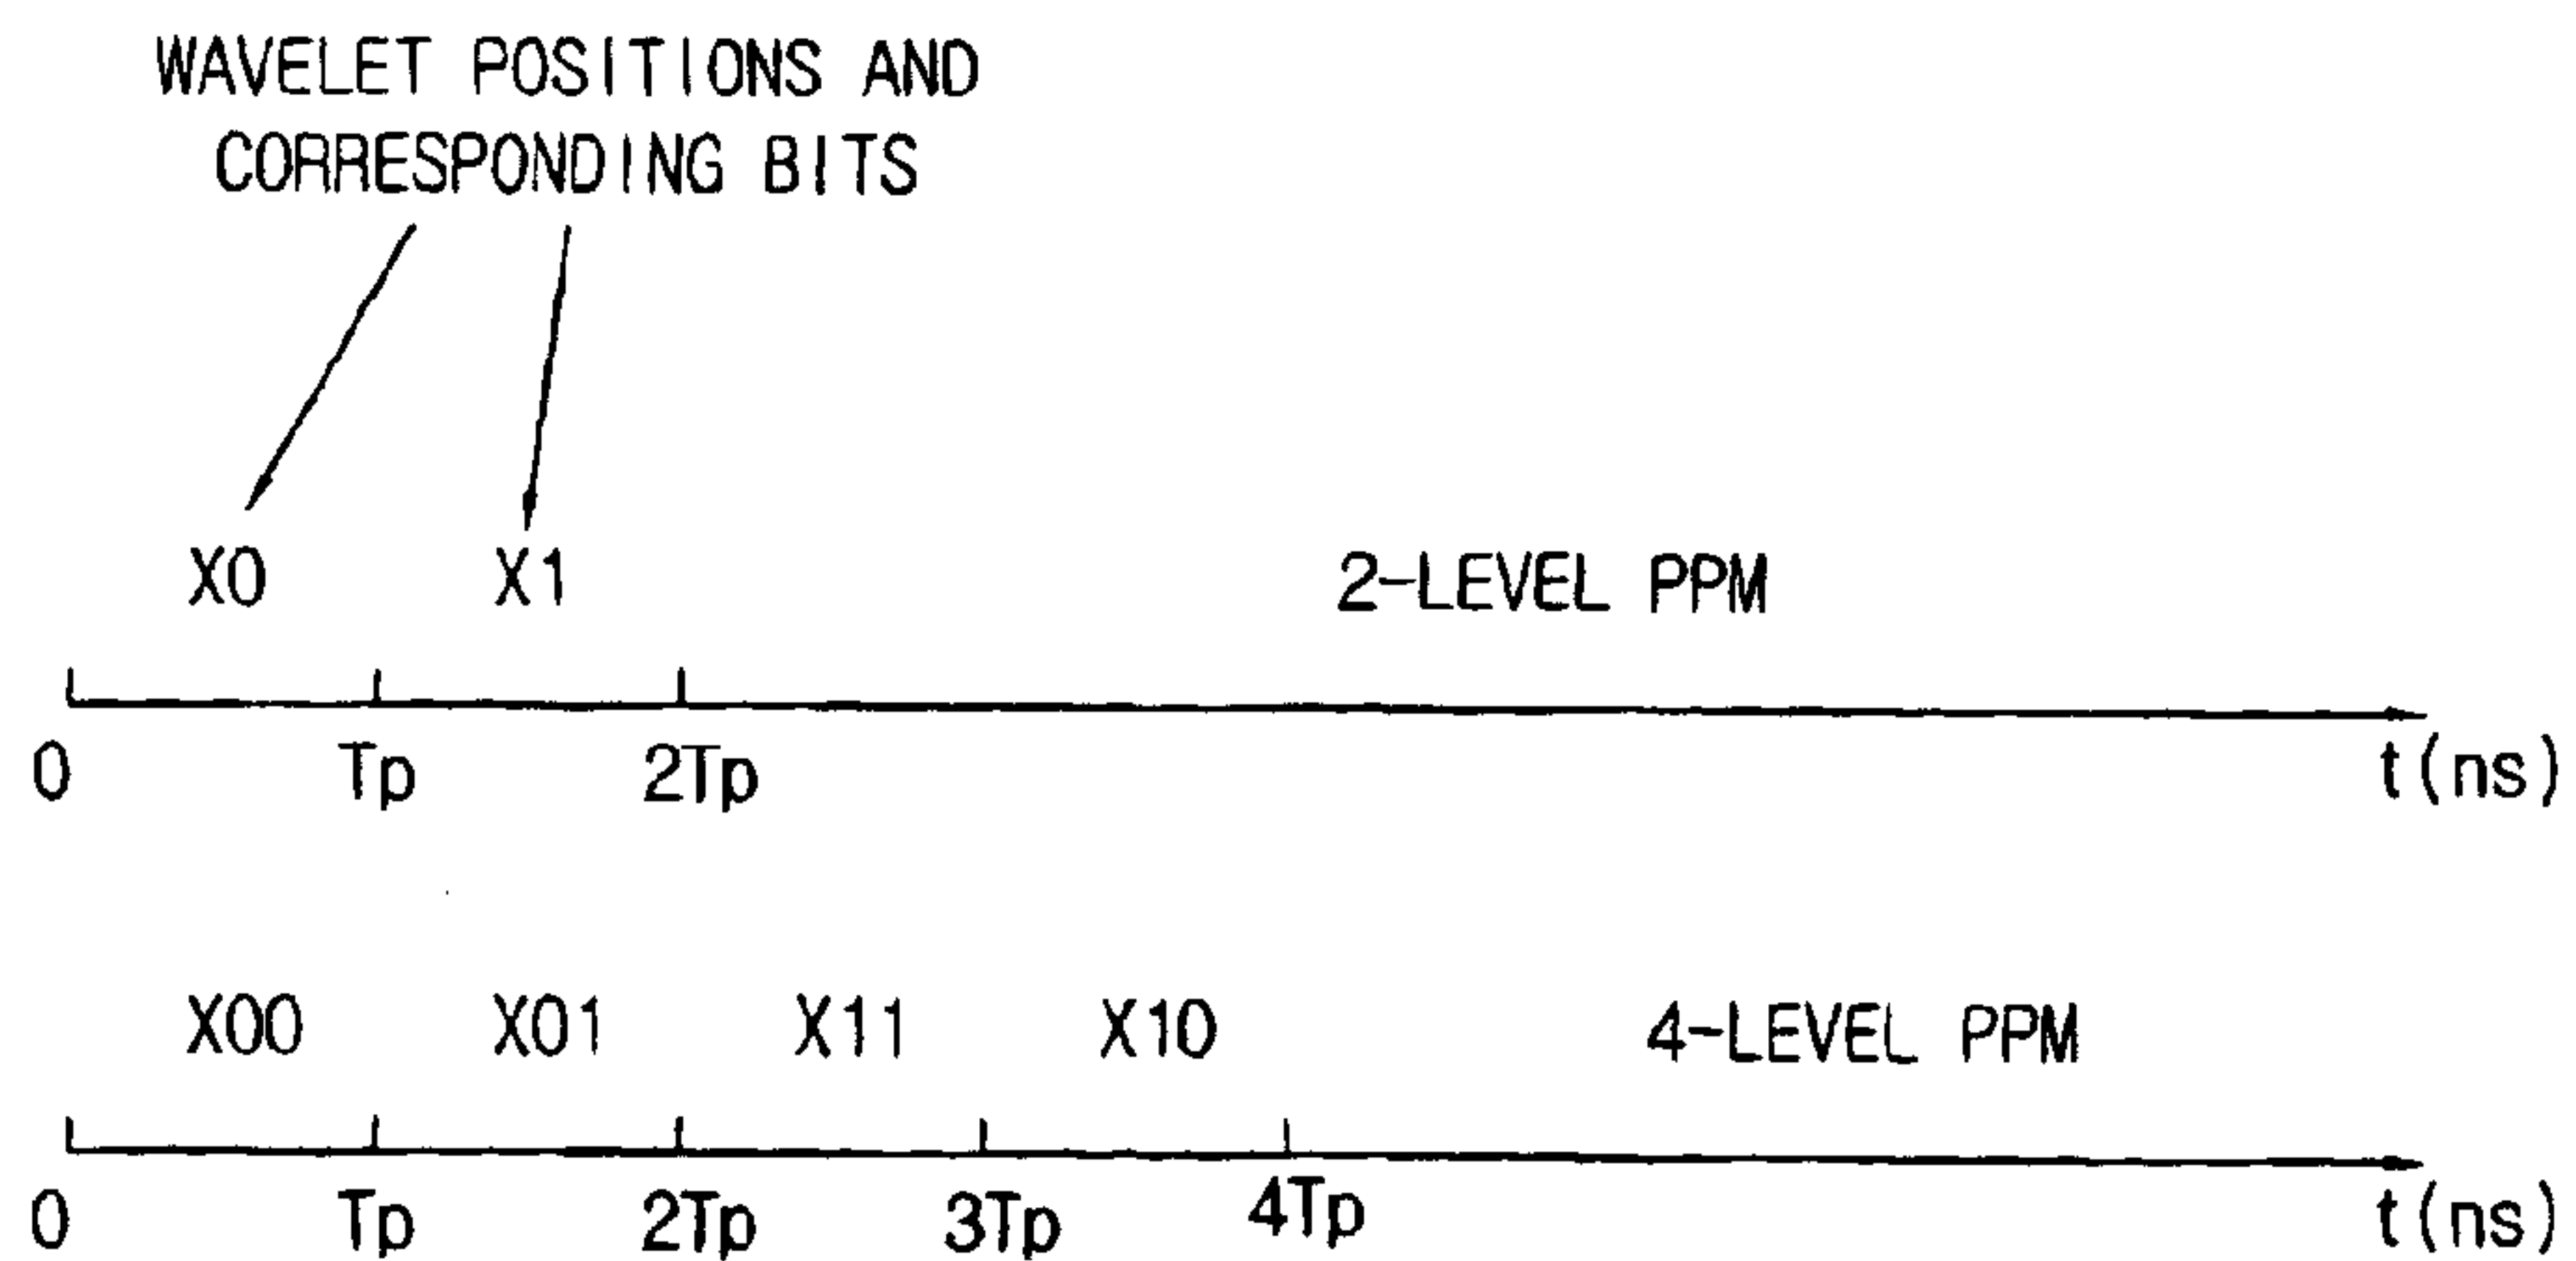 WAVELET POSITIONS AND
CORRESPONDING BITS
X0 X1 2-LEVEL PPM
0 Tp 2Tp t(ns)
X00 X01 X11 X10 4-LEVEL PPM
0 Tp 2Tp 3Tp 4Tp t(ns)